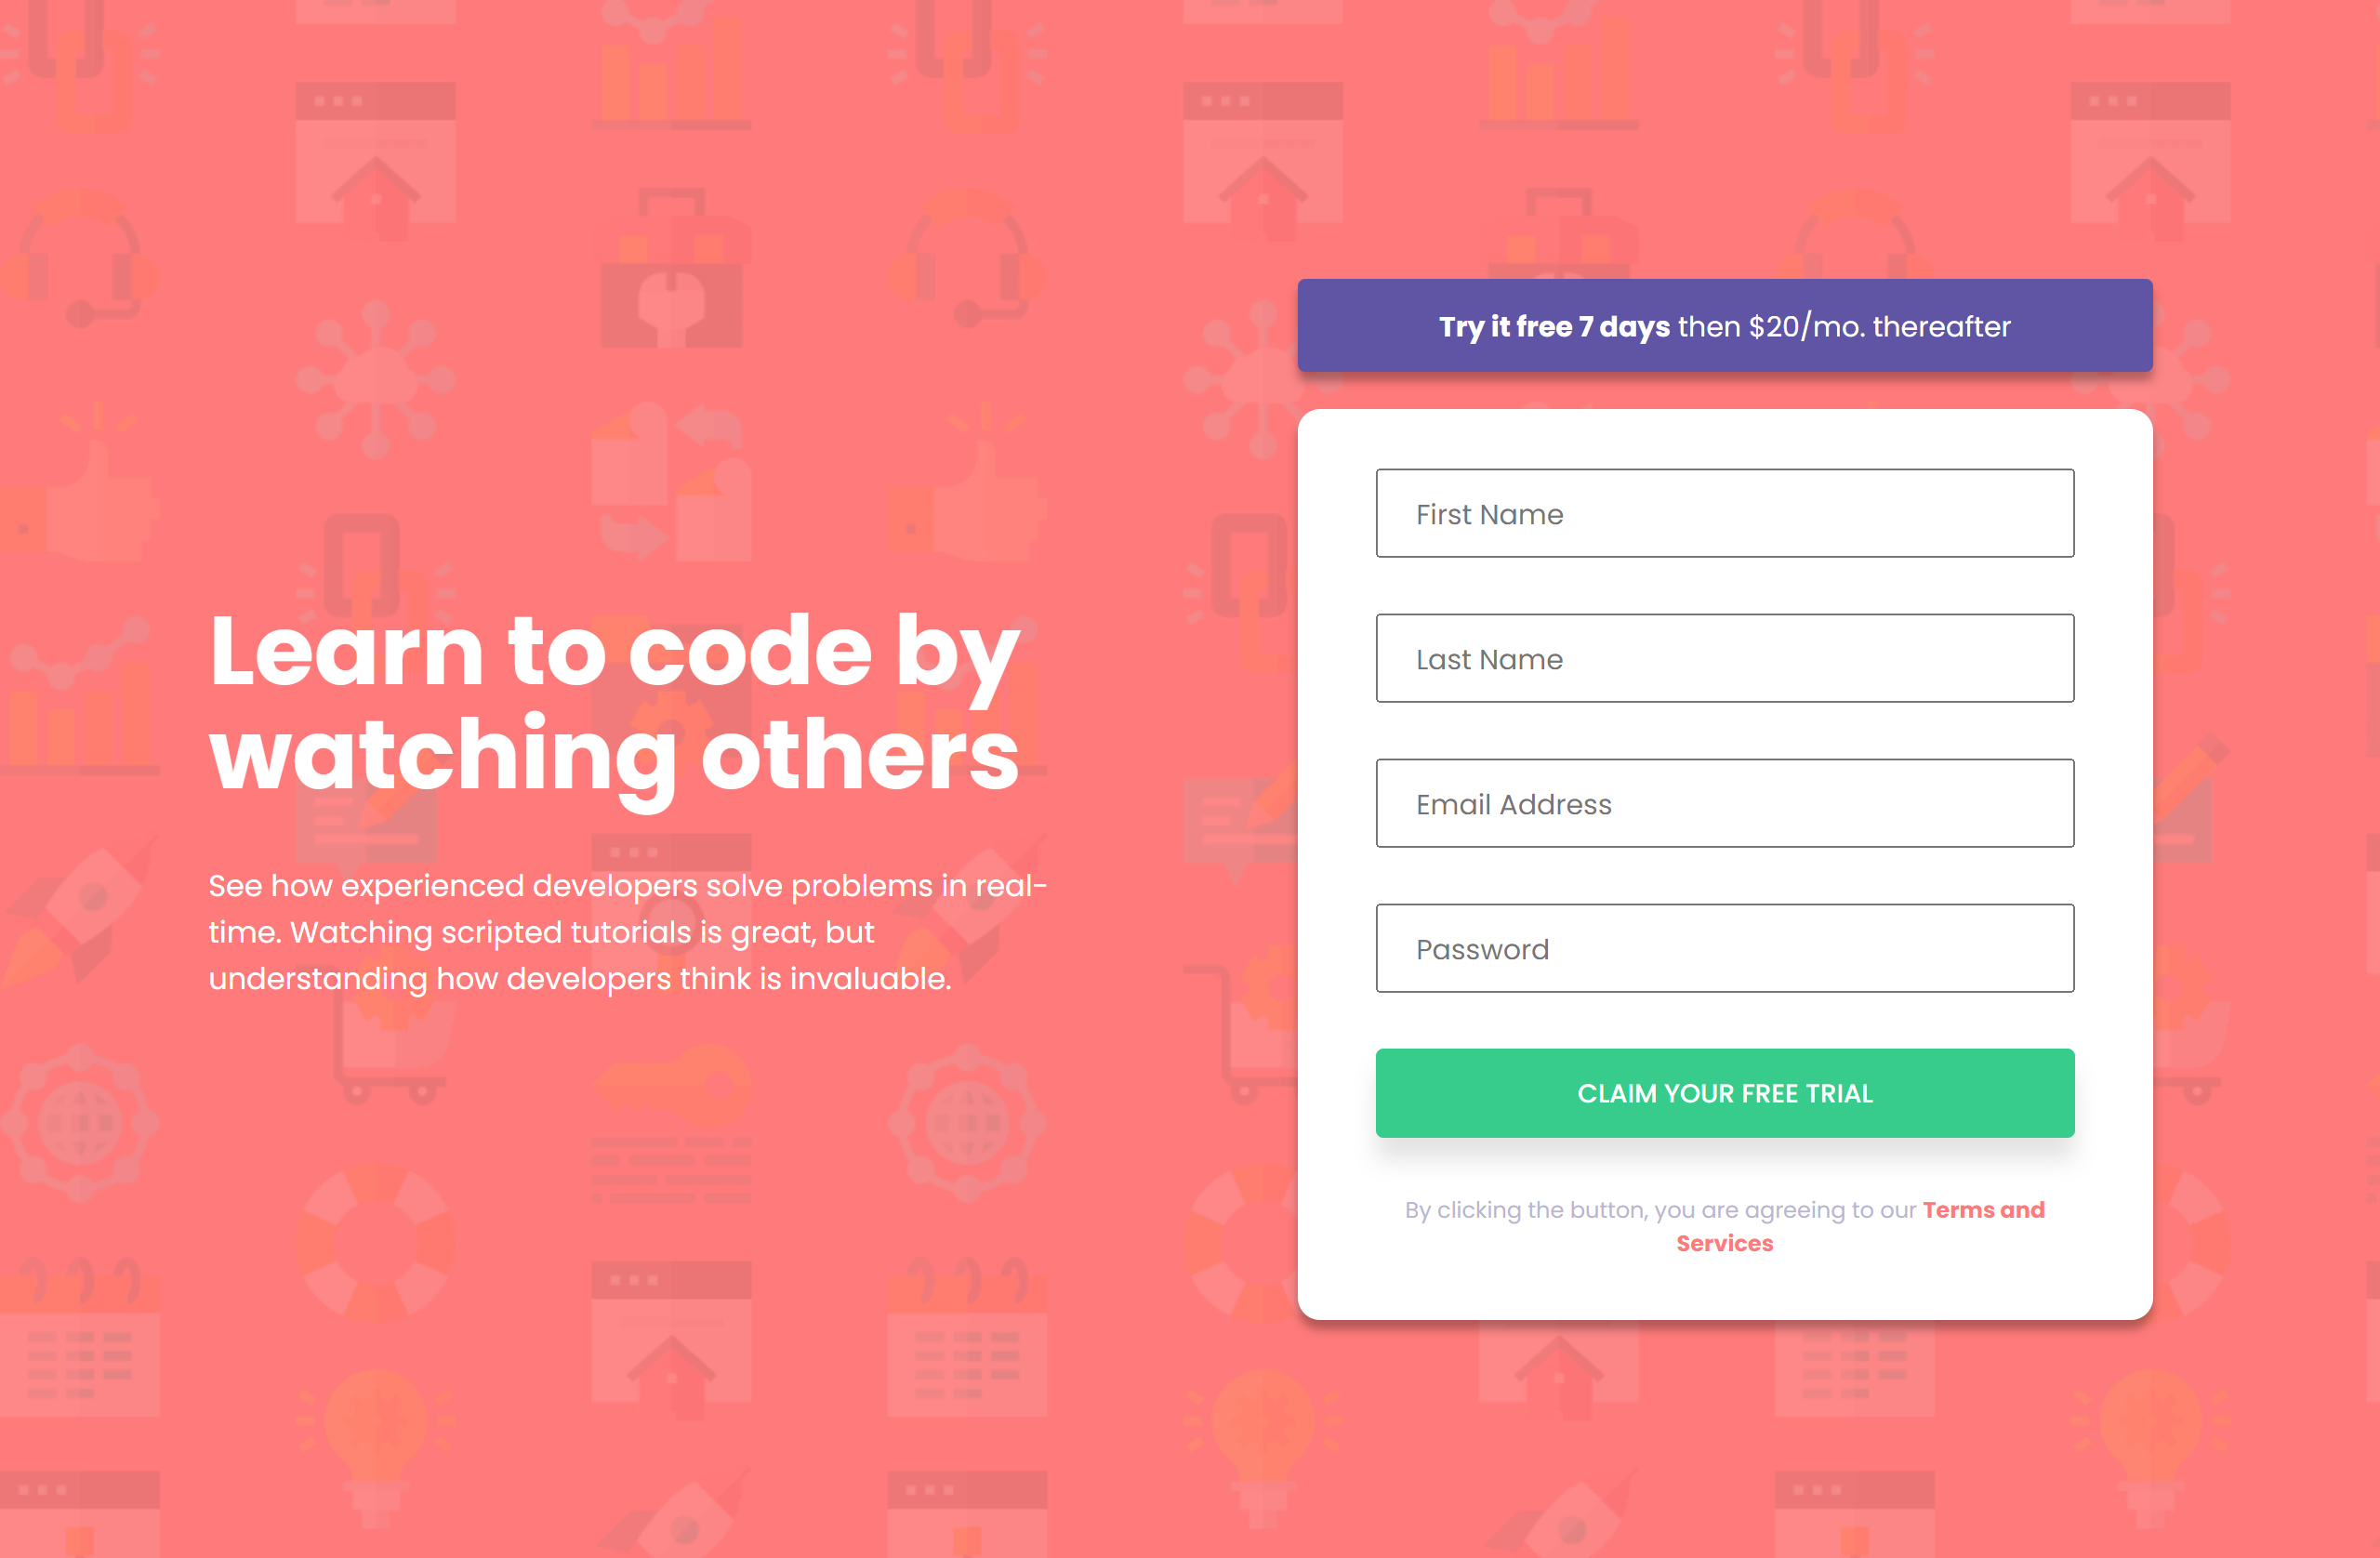 Learn to code by
watching others
See how experienced developers solve problems in real-
time. Watching scripted tutorials is great, but
understanding how developers think is invaluable.
Try it free 7 days then $20/mo. thereafter
First Name
Last Name
Email Address
Password
CLAIM YOUR FREE TRIAL
By clicking the button, you are agreeing to our Terms and
Services